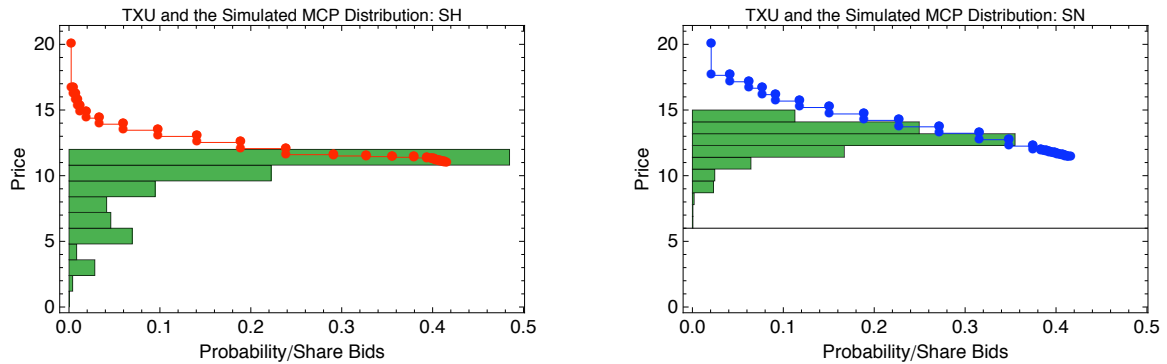 TXU and the Simulated MCP Distribution: SH
20
15
10
5
0
Price
0.0 0.1 0.2 0.3 0.4 0.5
Probability/Share Bids
TXU and the Simulated MCP Distribution: SN
20
15
10
5
0
Price
0.0 0.1 0.2 0.3 0.4 0.5
Probability/Share Bids